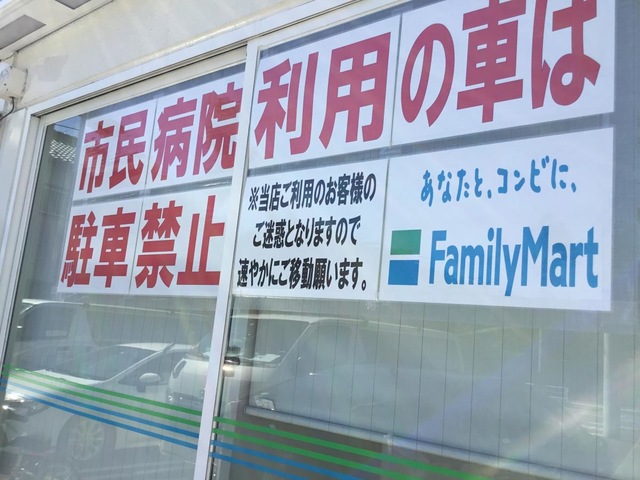 市民病院利用の車は
駐車禁止
※当店ご利用のお客様の
ご迷惑となりますので
速やかにご移動願います。
あなたと、コンビに、
FamilyMart